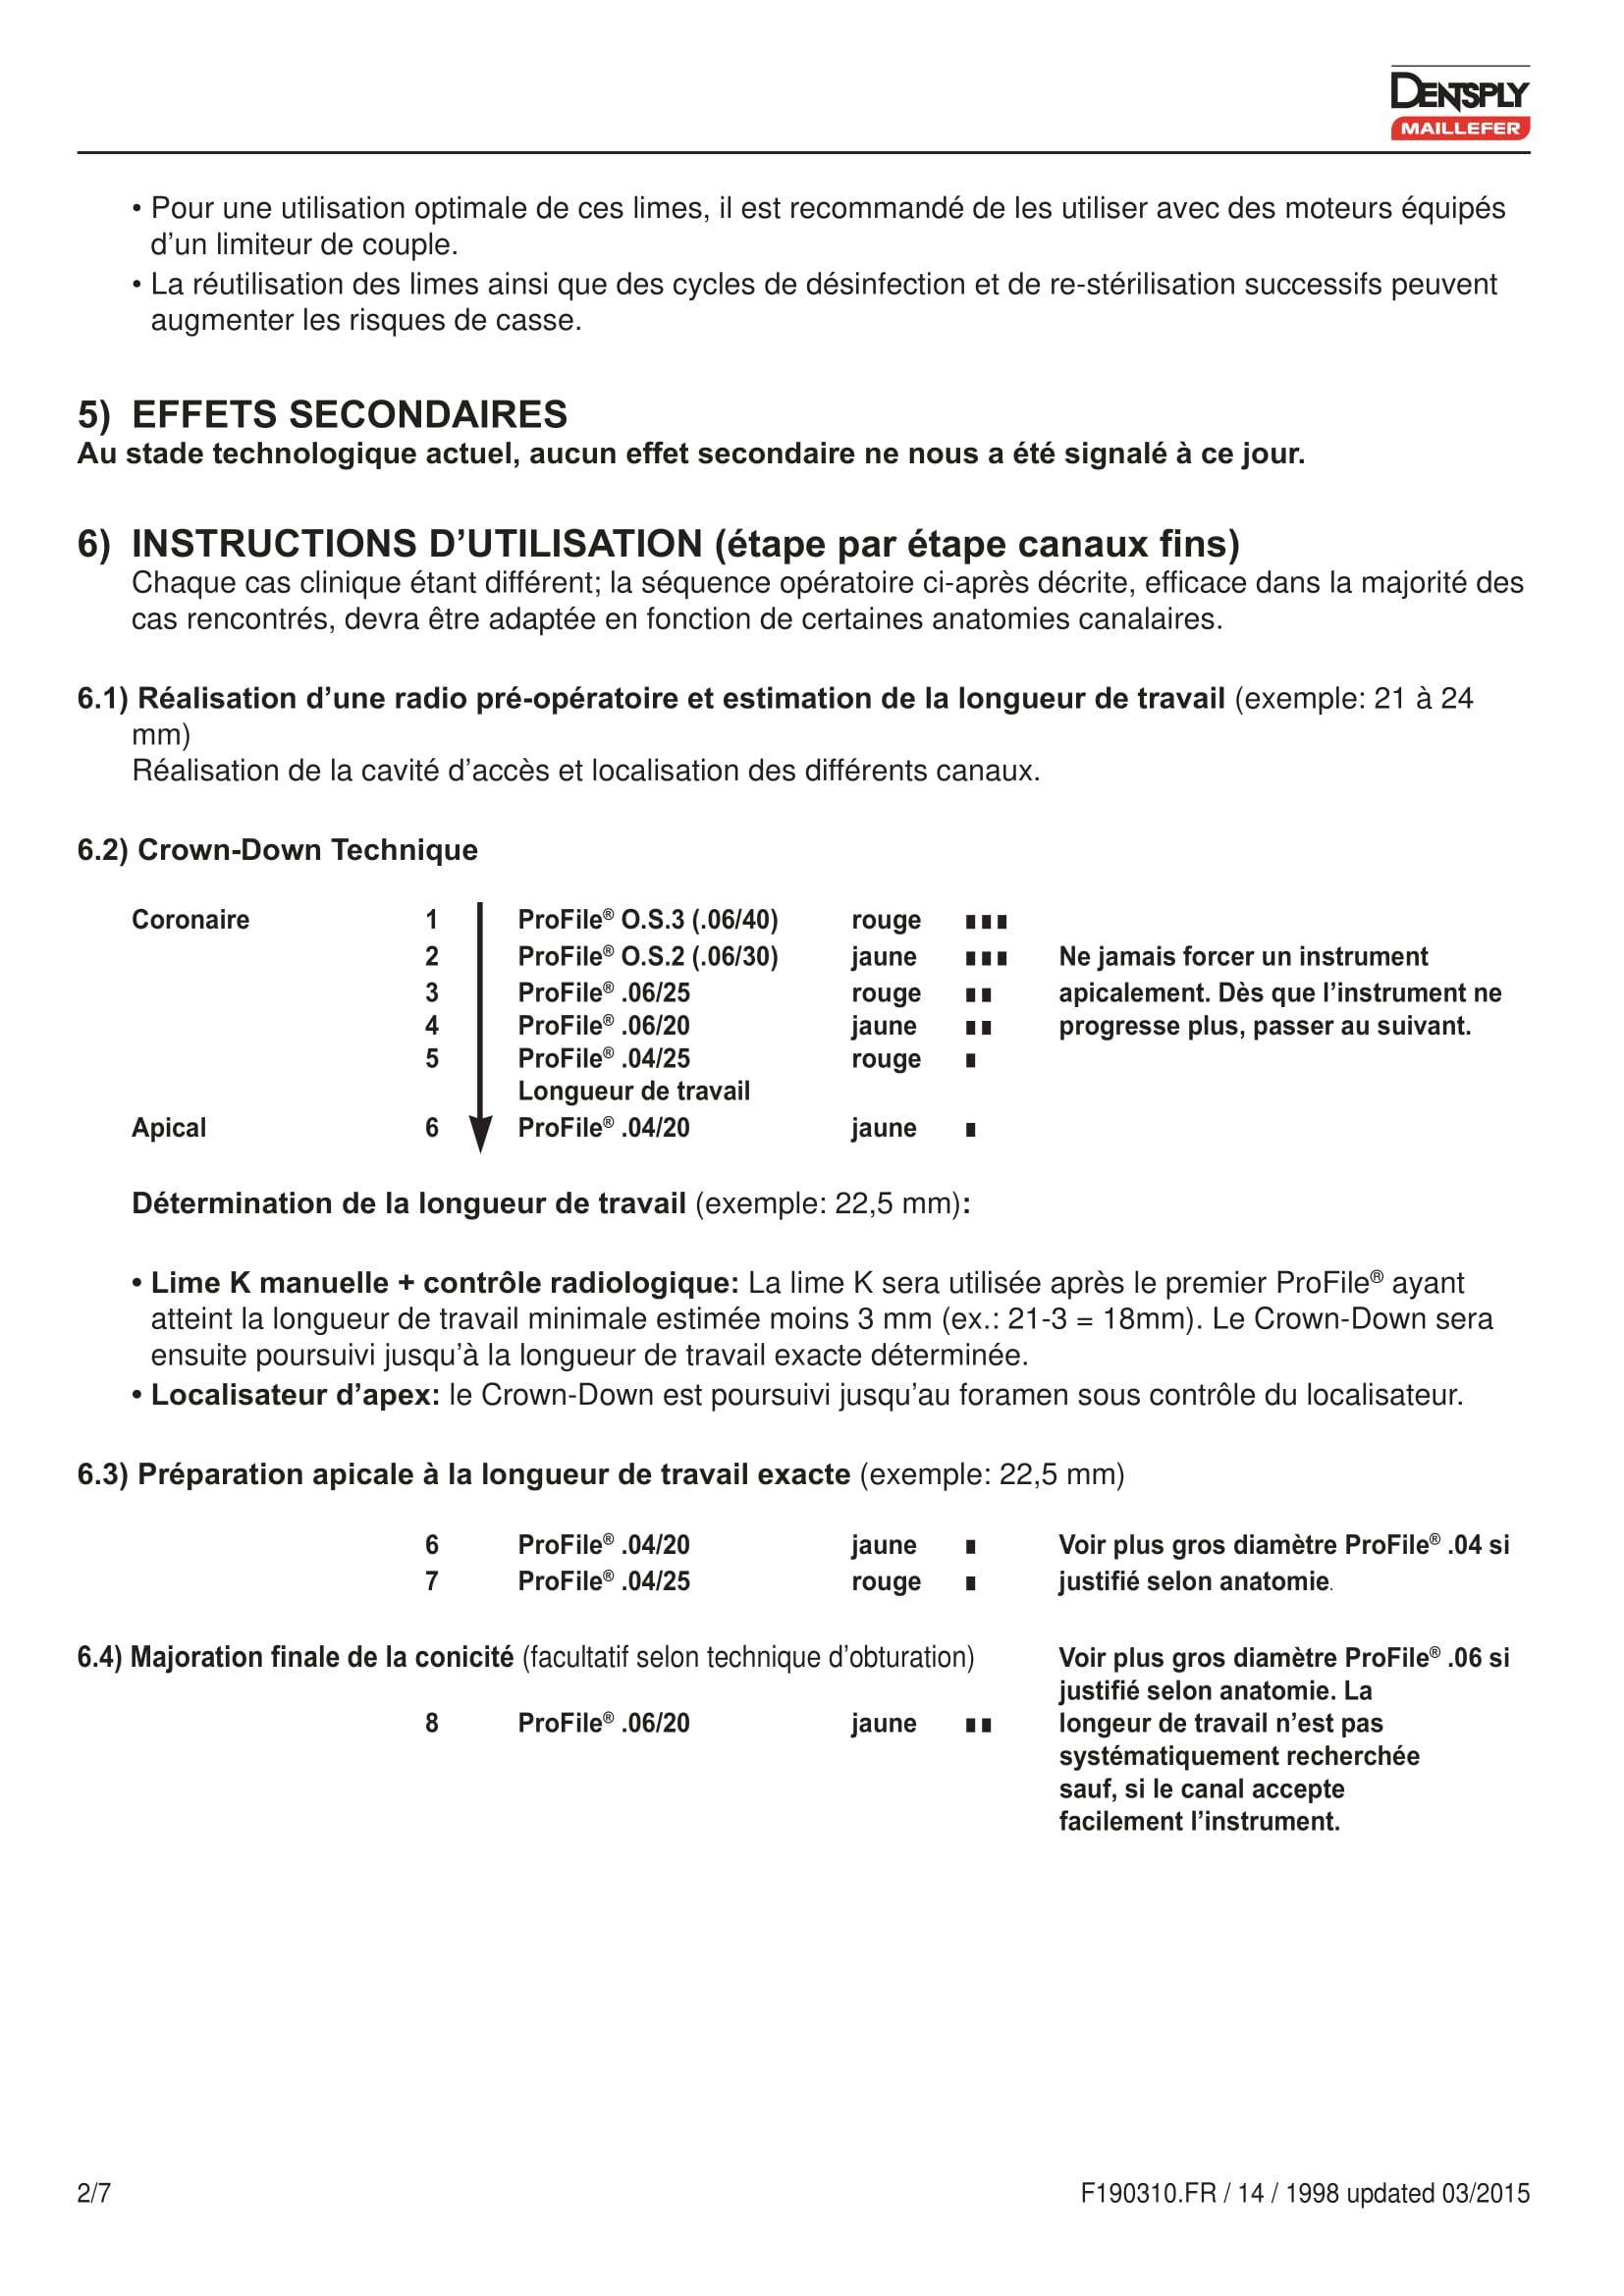 DENTSPLY
MAILLEFER
• Pour une utilisation optimale de ces limes, il est recommandé de les utiliser avec des moteurs équipés
d’un limiteur de couple.
• La réutilisation des limes ainsi que des cycles de désinfection et de re-stérilisation successifs peuvent
augmenter les risques de casse.
5) EFFETS SECONDAIRES
Au stade technologique actuel, aucun effet secondaire ne nous a été signalé à ce jour.
6) INSTRUCTIONS D’UTILISATION (étape par étape canaux fins)
Chaque cas clinique étant différent; la séquence opératoire ci-après décrite, efficace dans la majorité des
cas rencontrés, devra être adaptée en fonction de certaines anatomies canalaires.
6.1) Réalisation d’une radio pré-opératoire et estimation de la longueur de travail (exemple: 21 à 24
mm)
Réalisation de la cavité d’accès et localisation des différents canaux.
6.2) Crown-Down Technique
Coronaire 1 ProFile® O.S.3 (.06/40) rouge ▪▪▪
2 ProFile® O.S.2 (.06/30) jaune ▪▪▪ Ne jamais forcer un instrument
3 ProFile® .06/25 rouge ▪▪ apicalement. Dès que l’instrument ne
4 ProFile® .06/20 jaune ▪▪ progresse plus, passer au suivant.
5 ProFile® .04/25 rouge ▪
Longueur de travail
Apical 6 ProFile® .04/20 jaune ▪
Détermination de la longueur de travail (exemple: 22,5 mm):
• Lime K manuelle + contrôle radiologique: La lime K sera utilisée après le premier ProFile® ayant
atteint la longueur de travail minimale estimée moins 3 mm (ex.: 21-3 = 18mm). Le Crown-Down sera
ensuite poursuivi jusqu’à la longueur de travail exacte déterminée.
• Localisateur d’apex: le Crown-Down est poursuivi jusqu’au foramen sous contrôle du localisateur.
6.3) Préparation apicale à la longueur de travail exacte (exemple: 22,5 mm)
6 ProFile® .04/20 jaune ▪ Voir plus gros diamètre ProFile® .04 si
7 ProFile® .04/25 rouge ▪ justifié selon anatomie.
6.4) Majoration finale de la conicité (facultatif selon technique d’obturation) Voir plus gros diamètre ProFile® .06 si
justifié selon anatomie. La
8 ProFile® .06/20 jaune ▪▪ longeur de travail n’est pas
systématiquement recherchée
sauf, si le canal accepte
facilement l’instrument.
2/7 F190310.FR / 14 / 1998 updated 03/2015